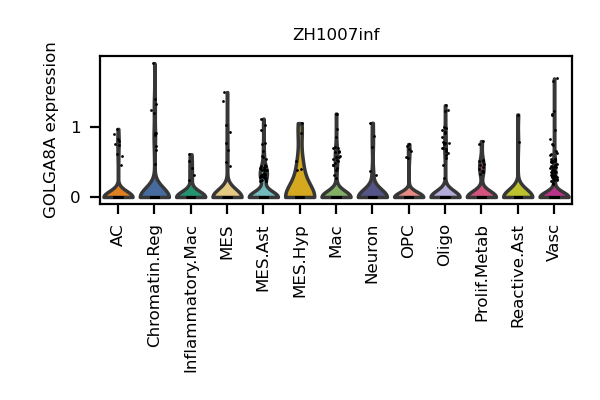 ZH1007inf
GOLGA8A expression
1
0
AC
Chromatin.Reg
Inflammatory.Mac
MES
MES.Ast
MES.Hyp
Mac
Neuron
OPC
Oligo
Prolif.Metab
Reactive.Ast
Vasc